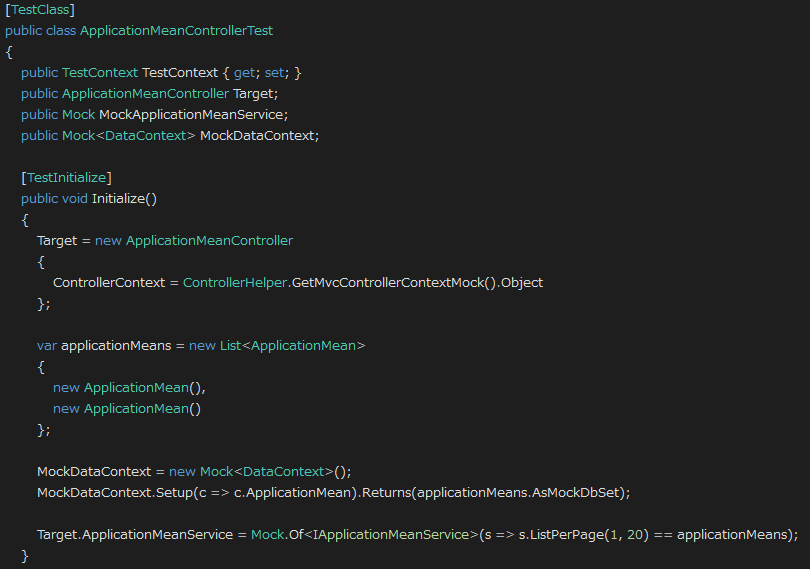 [TestClass]
public class ApplicationMeanControllerTest
{
public TestContext TestContext { get; set; }
public ApplicationMeanController Target;
public Mock MockApplicationMeanService;
public Mock<DataContext> MockDataContext;
[TestInitialize]
public void Initialize()
{
Target = new ApplicationMeanController
{
ControllerContext = ControllerHelper.GetMvcControllerContextMock().Object
};
var applicationMeans = new List<ApplicationMean>
{
new ApplicationMean(),
new ApplicationMean()
};
MockDataContext = new Mock<DataContext>();
MockDataContext.Setup(c => c.ApplicationMean).Returns(applicationMeans.AsMockDbSet);
Target.ApplicationMeanService = Mock.Of<IApplicationMeanService>(s => s.ListPerPage(1, 20) == applicationMeans);
}